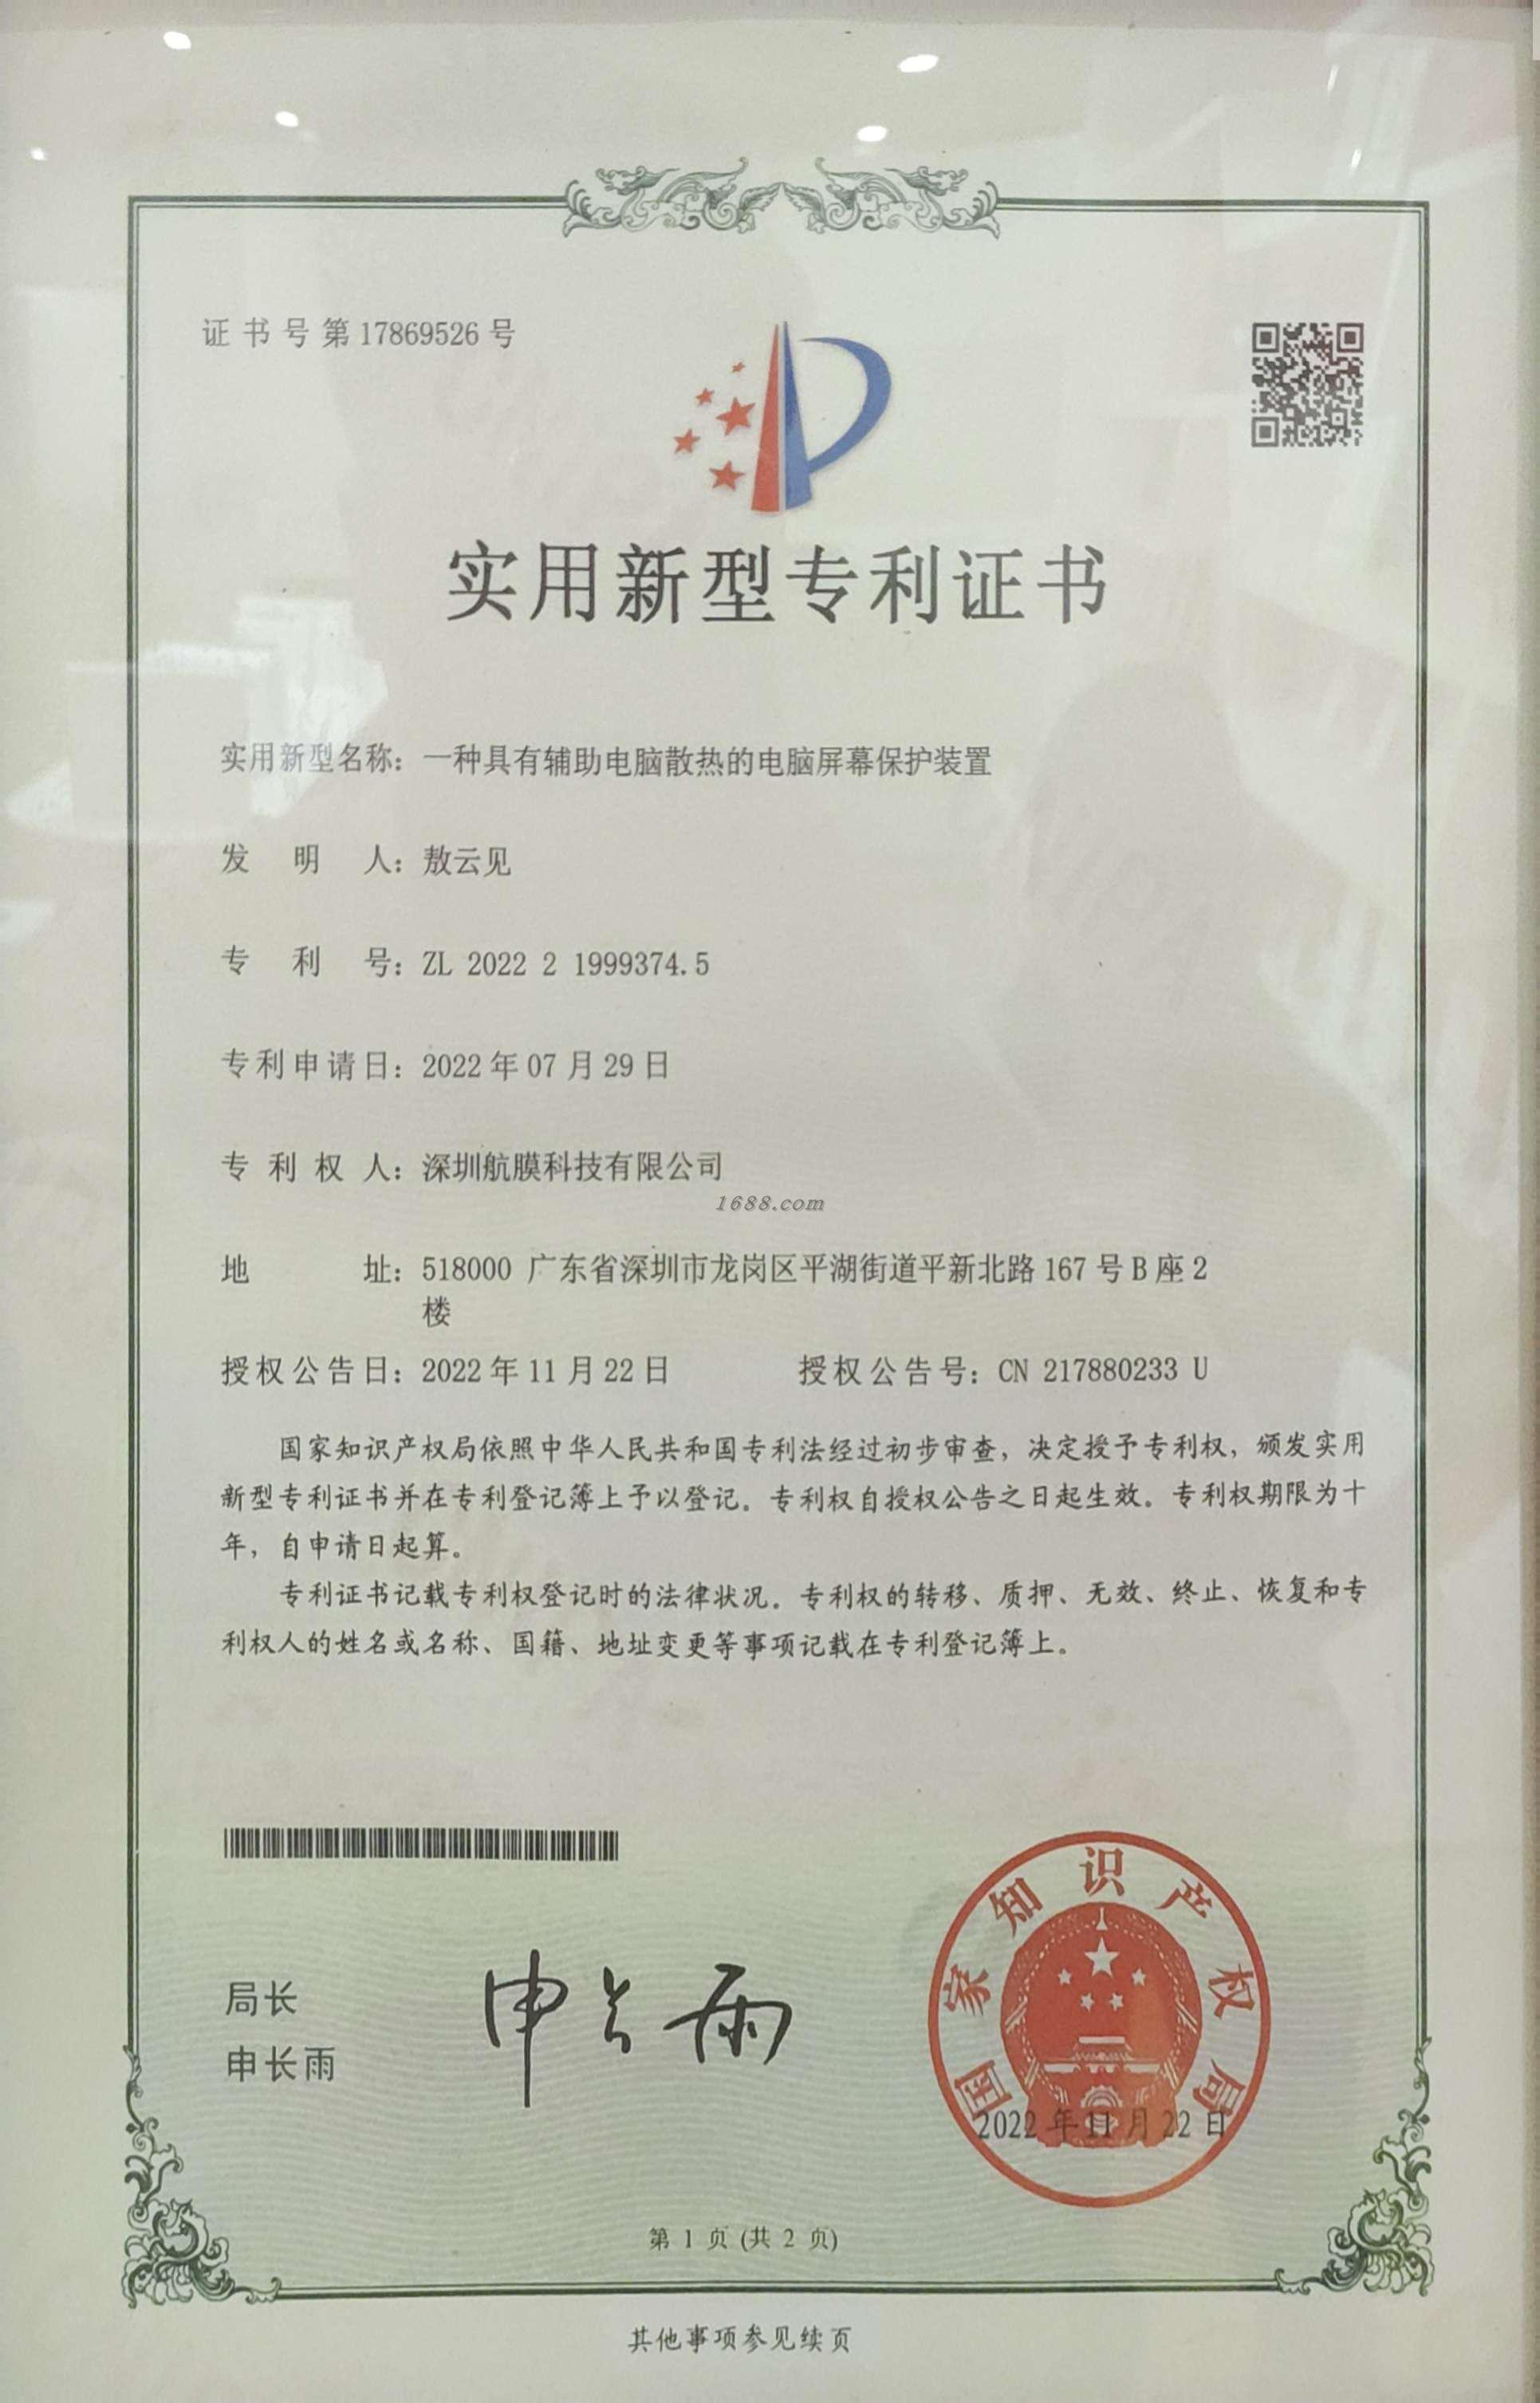 证书号第17869526号
实用新型专利证书
实用新型名称：一种具有辅助电脑散热的电脑屏幕保护装置
发明人：敖云见
专利号：ZL 2022 2 1999374.5
专利申请日：2022年07月29日
专利权人：深圳航膜科技有限公司
1688.com
地址：518000 广东省深圳市龙岗区平湖街道平新北路167号B座2
楼
授权公告日：2022年11月22日 授权公告号：CN 217880233 U
国家知识产权局依照中华人民共和国专利法经过初步审查，决定授予专利权，颁发实用
新型专利证书并在专利登记簿上予以登记。专利权自授权公告之日起生效。专利权期限为十
年，自申请日起算。
专利证书记载专利权登记时的法律状况。专利权的转移、质押、无效、终止、恢复和专
利权人的姓名或名称、国籍、地址变更等事项记载在专利登记簿上。
局长
申长雨
申长雨
国家知识产权局
2022年11月22日
第 1 页 (共 2 页)
其他事项参见续页